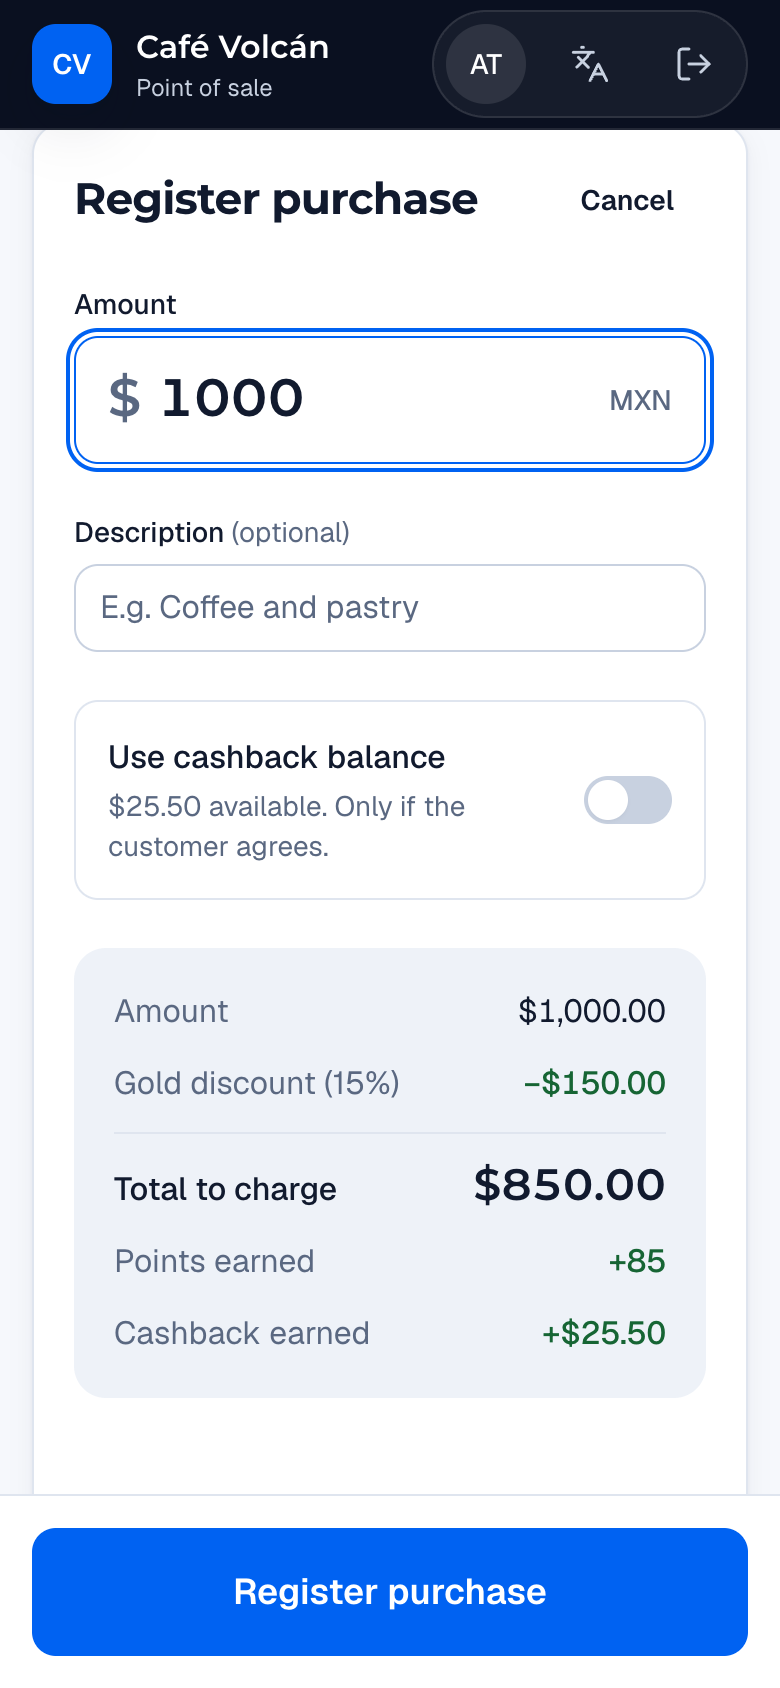 CV
Café Volcán
Point of sale
AT
Register purchase
Cancel
Amount
$ 1000
MXN
Description (optional)
E.g. Coffee and pastry
Use cashback balance
$25.50 available. Only if the
customer agrees.
Amount
$1,000.00
Gold discount (15%)
−$150.00
Total to charge
$850.00
Points earned
+85
Cashback earned
+$25.50
Register purchase